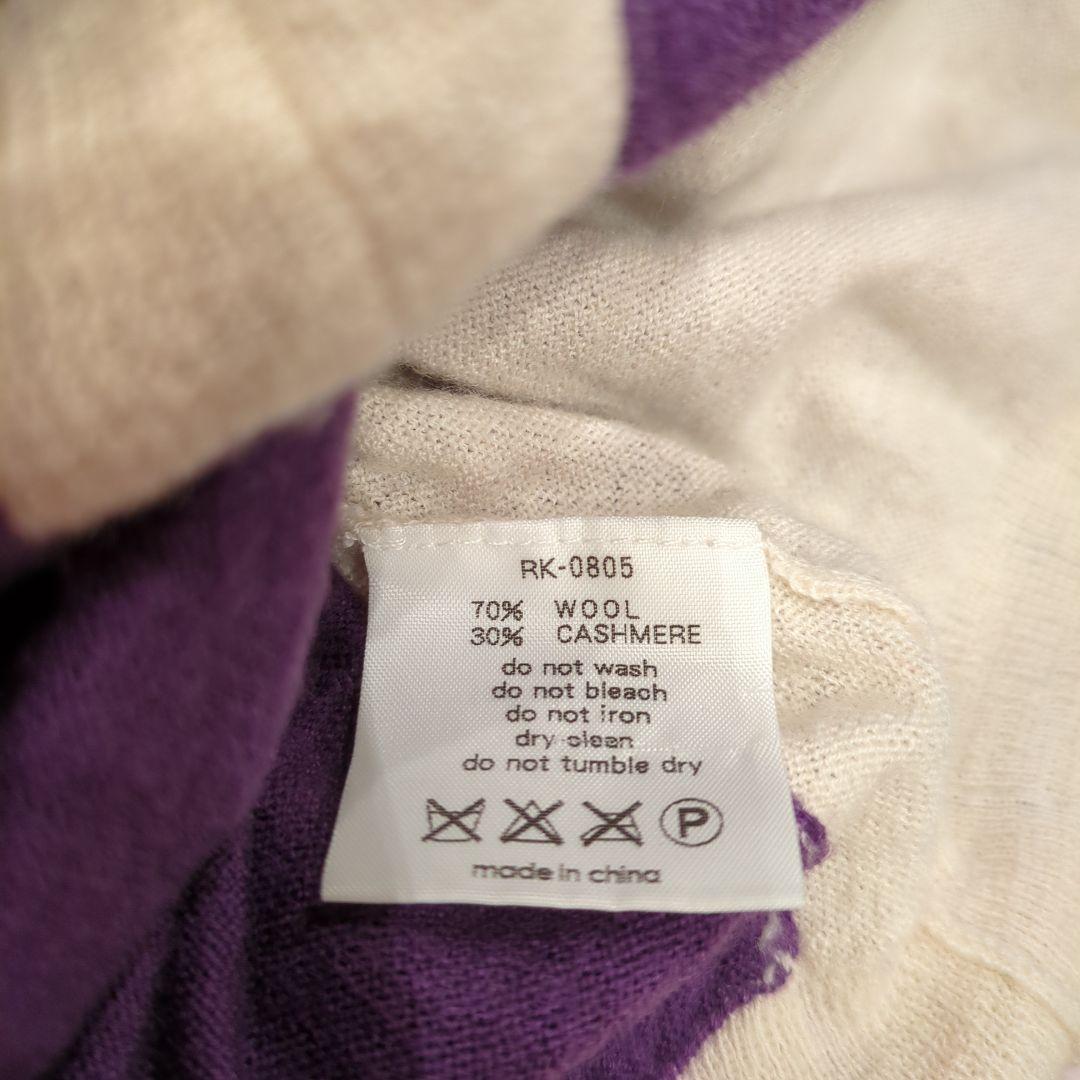 RK-0805
70% WOOL
30% CASHMERE
do not wash
do not bleach
do not iron
dry clean
do not tumble dry
P
made in china